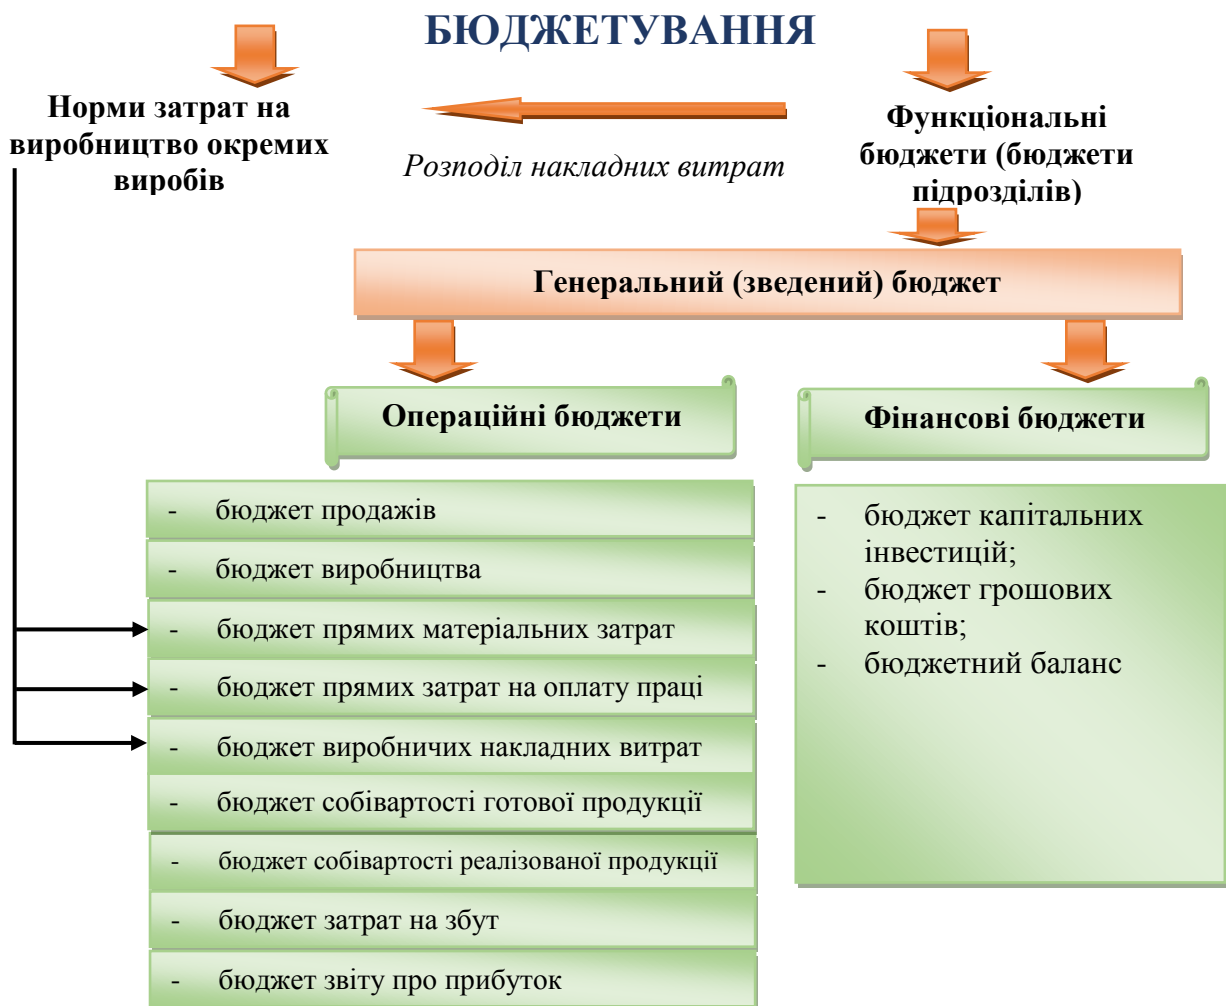 БЮДЖЕТУВАННЯ
Норми затрат на
виробництво окремих
виробів
Розподіл накладних витрат
Функціональні
бюджети (бюджети
підрозділів)
Генеральний (зведений) бюджет
Операційні бюджети
- бюджет продажів
- бюджет виробництва
- бюджет прямих матеріальних затрат
- бюджет прямих затрат на оплату праці
- бюджет виробничих накладних витрат
- бюджет собівартості готової продукції
- бюджет собівартості реалізованої продукції
- бюджет затрат на збут
- бюджет звіту про прибуток
Фінансові бюджети
- бюджет капітальних
інвестицій;
- бюджет грошових
коштів;
- бюджетний баланс